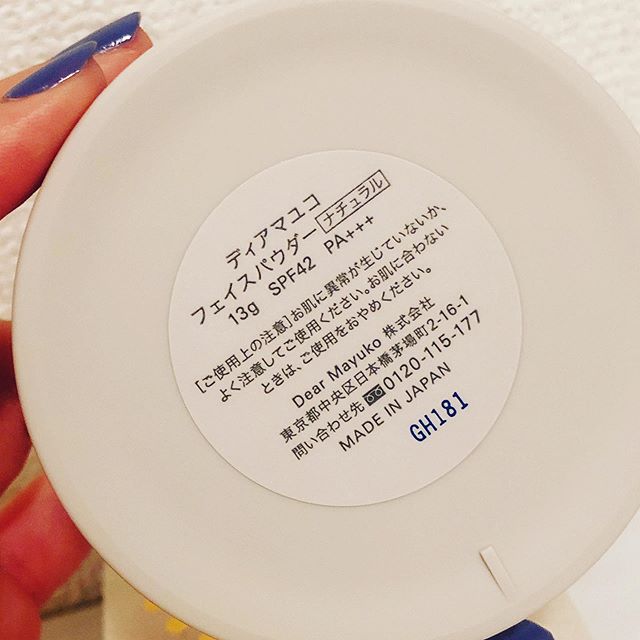 ディアマユコ
フェイスパウダー ナチュラル
13g SPF42 PA+++
[ご使用上の注意]お肌に異常が生じていないか、
よく注意してご使用ください。お肌に合わない
ときは、ご使用をおやめください。
Dear Mayuko 株式会社
東京都中央区日本橋茅場町2-16-1
問い合わせ先 0120-115-177
MADE IN JAPAN
GH181